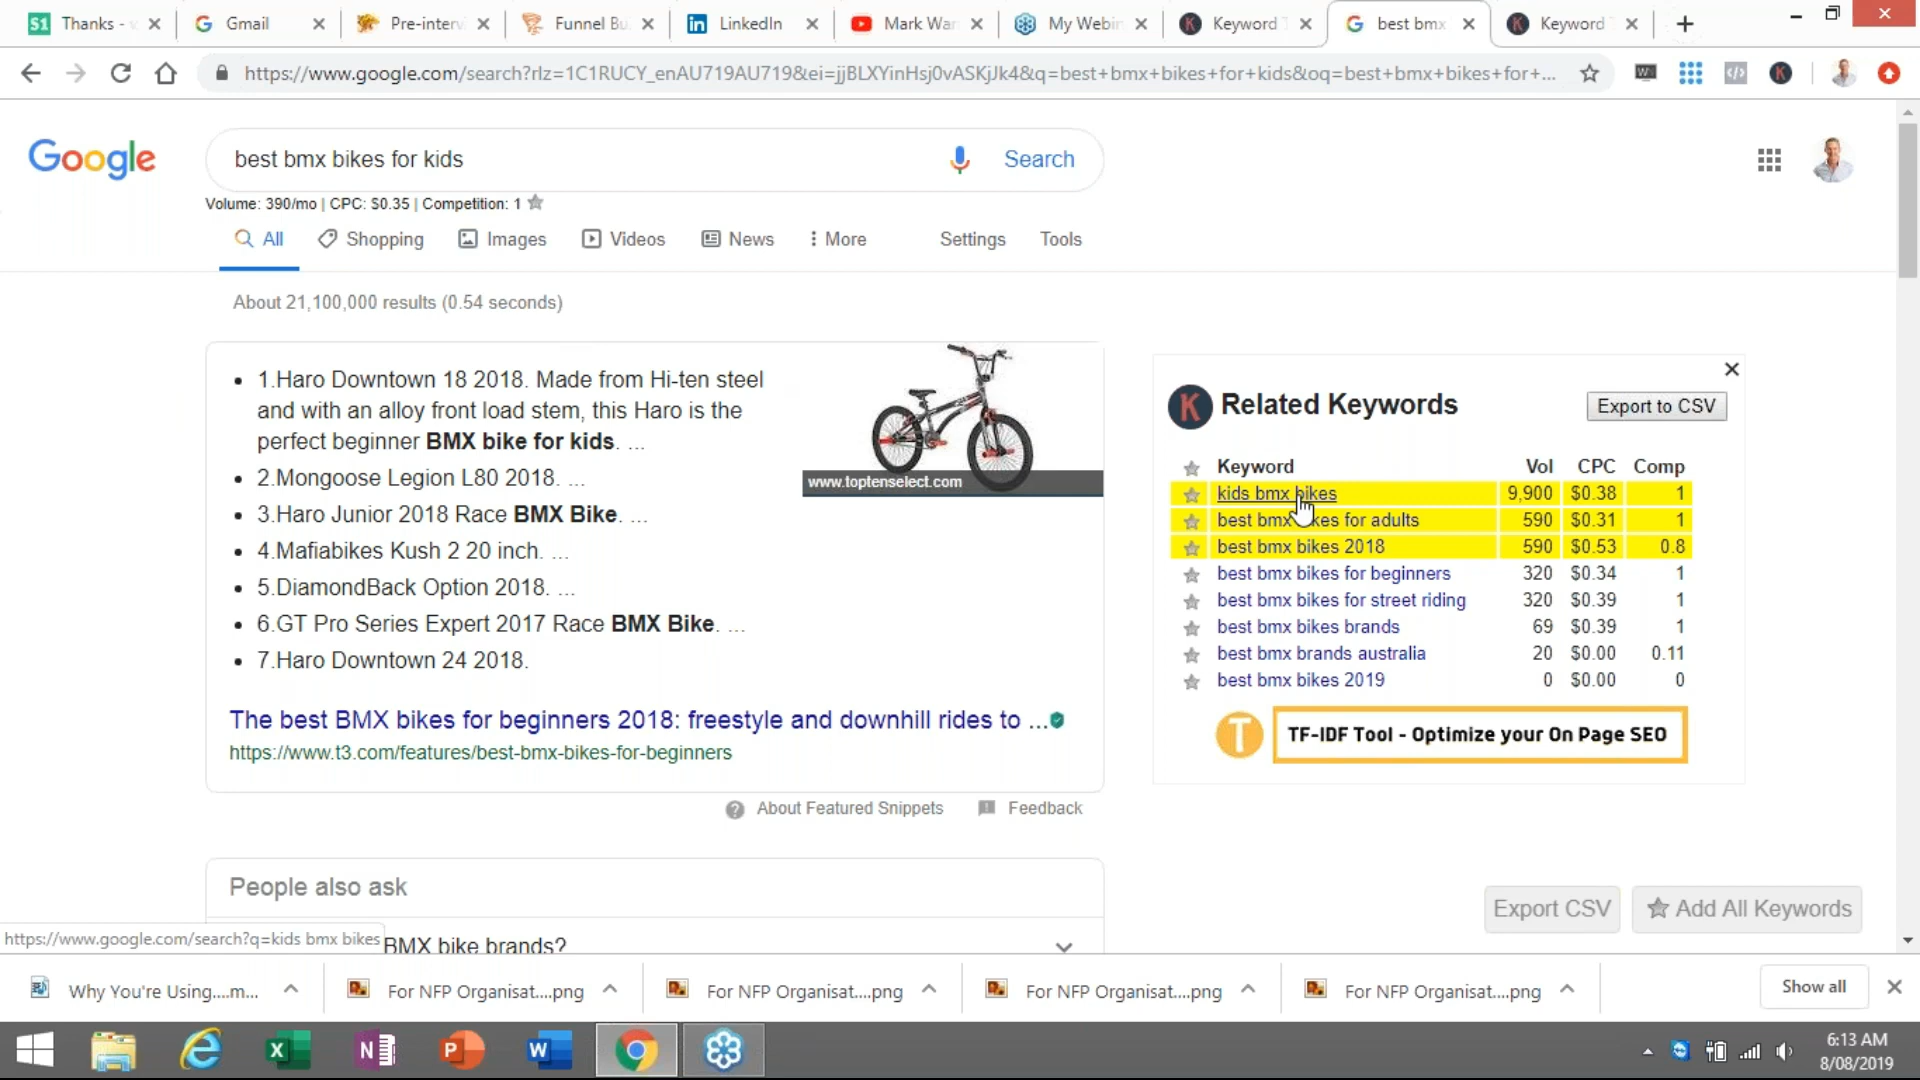 Thanks - v
Gmail
Pre-interv
Funnel Bu
LinkedIn
Mark War
My Webin
Keyword T
best bmx
Keyword T
https://www.google.com/search?rlz=1C1RUCY_enAU719AU719&ei=jjBLXYinHsj0vASKjJk4&q=best+bmx+bikes+for+kids&oq=best+bmx+bikes+for+...
Google
best bmx bikes for kids
Search
Volume: 390/mo | CPC: $0.35 | Competition: 1
All
Shopping
Images
Videos
News
More
Settings
Tools
About 21,100,000 results (0.54 seconds)
1.Haro Downtown 18 2018. Made from Hi-ten steel
and with an alloy front load stem, this Haro is the
perfect beginner BMX bike for kids. ...
2.Mongoose Legion L80 2018. ...
3.Haro Junior 2018 Race BMX Bike. ...
4.Mafiabikes Kush 2 20 inch. ...
5.DiamondBack Option 2018. ...
6.GT Pro Series Expert 2017 Race BMX Bike. ...
7.Haro Downtown 24 2018.
www.toptenselect.com
The best BMX bikes for beginners 2018: freestyle and downhill rides to ...
https://www.t3.com/features/best-bmx-bikes-for-beginners
About Featured Snippets
Feedback
People also ask
BMX bike brands?
https://www.google.com/search?q=kids bmx bikes
K Related Keywords
Export to CSV
Keyword Vol CPC Comp
kids bmx bikes 9,900 $0.38 1
best bmx bikes for adults 590 $0.31 1
best bmx bikes 2018 590 $0.53 0.8
best bmx bikes for beginners 320 $0.34 1
best bmx bikes for street riding 320 $0.39 1
best bmx bikes brands 69 $0.39 1
best bmx brands australia 20 $0.00 0.11
best bmx bikes 2019 0 $0.00 0
T TF-IDF Tool - Optimize your On Page SEO
Export CSV
Add All Keywords
Why You're Using....m...
For NFP Organisat....png
For NFP Organisat....png
For NFP Organisat....png
For NFP Organisat....png
Show all
6:13 AM
8/08/2019